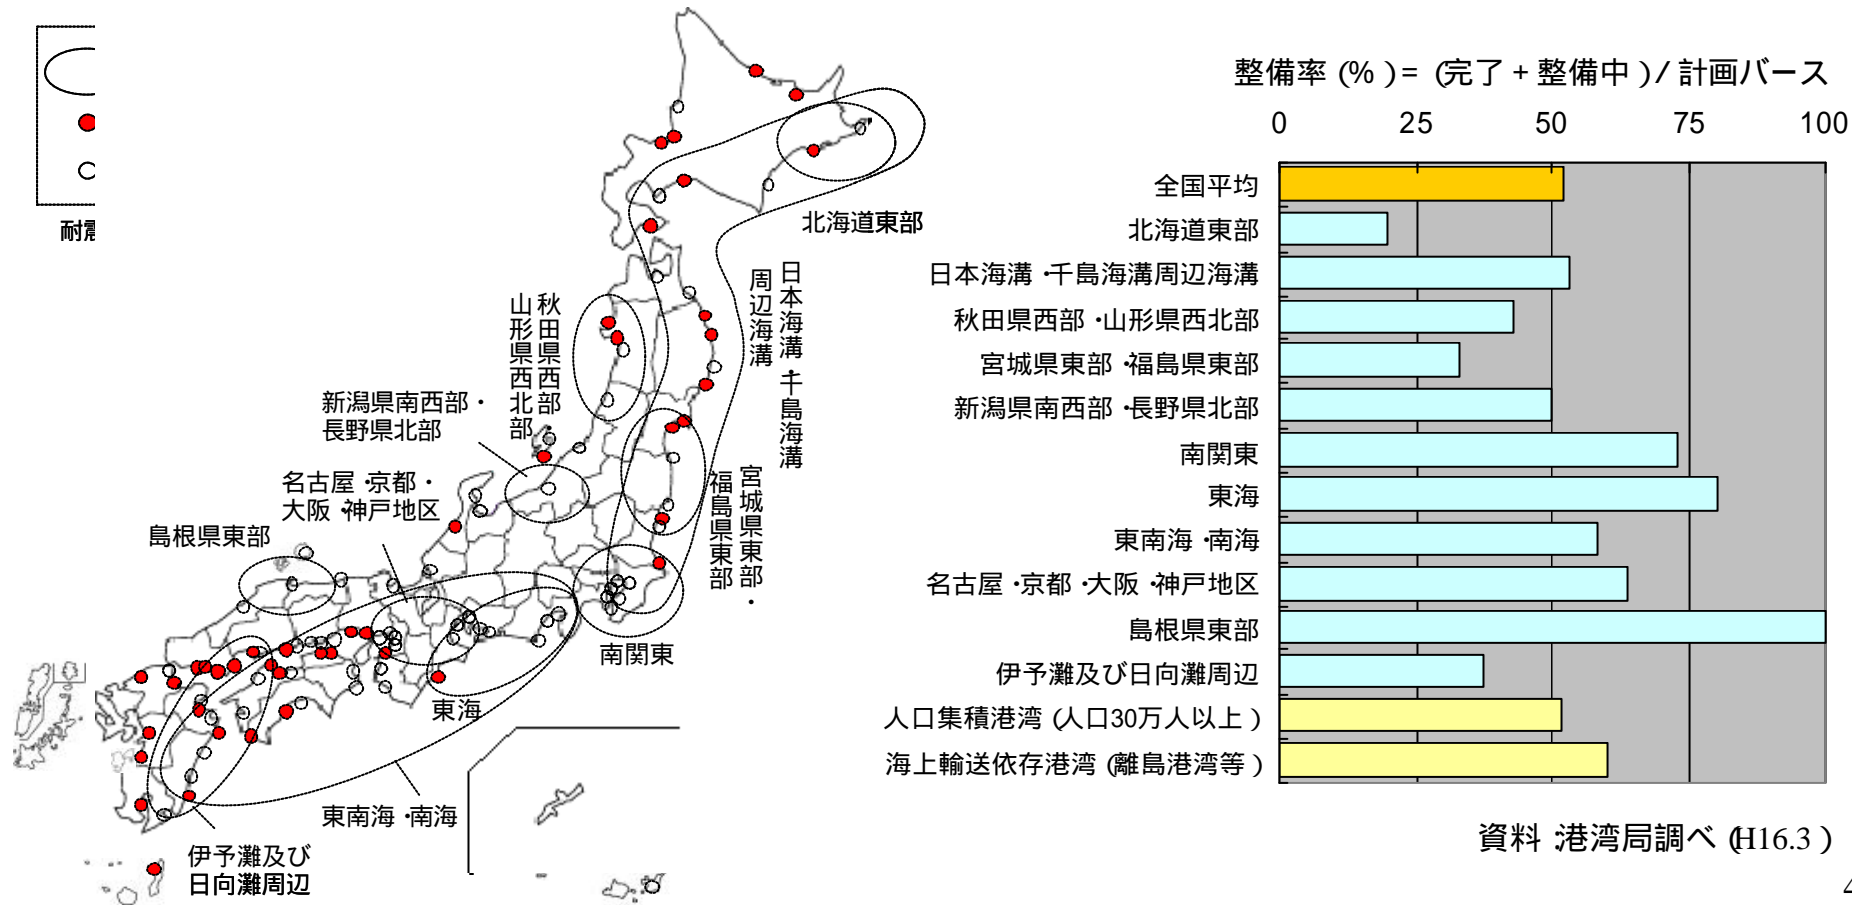 耐震
整備率(%)=(完了+整備中)/計画バース
0 25 50 75 100
全国平均
北海道東部
日本海溝・千島海溝周辺海溝
秋田県西部・山形県西北部
宮城県東部・福島県東部
新潟県南西部・長野県北部
南関東
東海
東南海・南海
名古屋・京都・大阪・神戸地区
島根県東部
伊予灘及び日向灘周辺
人口集積港湾(人口30万人以上)
海上輸送依存港湾(離島港湾等)
資料:港湾局調べ(H16.3)
4
北海道東部
日本海溝・千島海溝
周辺海溝
秋田県西部・
山形県西北部
新潟県南西部・
長野県北部
名古屋・京都・
大阪・神戸地区
島根県東部
宮城県東部・
福島県東部
南関東
東海
東南海・南海
伊予灘及び
日向灘周辺